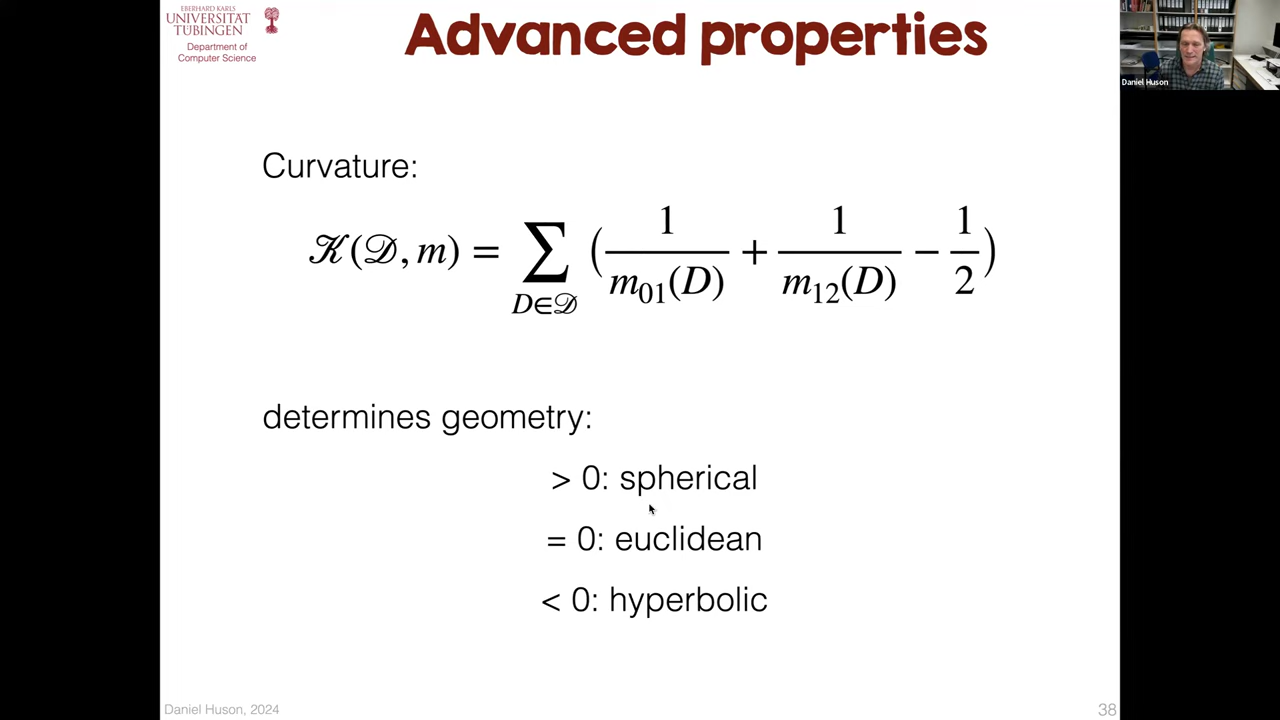 EBERHARD KARLS
UNIVERSITÄT
TÜBINGEN
Department of
Computer Science
Advanced properties
Daniel Huson
Curvature:
𝒦(𝒟, m) = ∑_{D∈𝒟} ( 1/m₀₁(D) + 1/m₁₂(D) − 1/2 )
determines geometry:
> 0: spherical
= 0: euclidean
< 0: hyperbolic
Daniel Huson, 2024
38